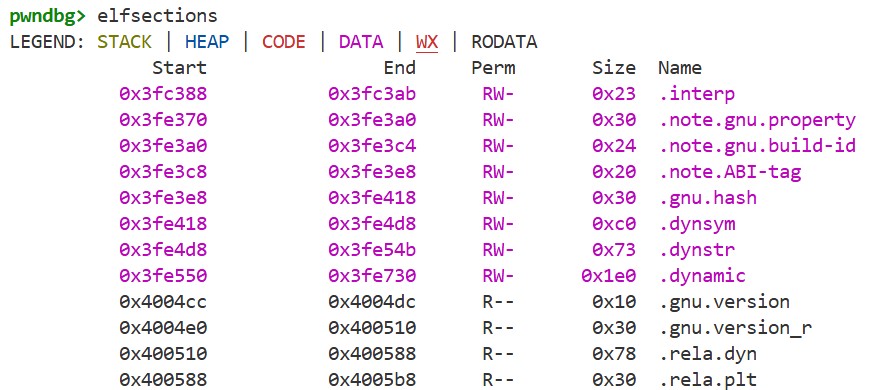 pwndbg> elfsections
LEGEND: STACK | HEAP | CODE | DATA | WX | RODATA
Start End Perm Size Name
0x3fc388 0x3fc3ab RW- 0x23 .interp
0x3fe370 0x3fe3a0 RW- 0x30 .note.gnu.property
0x3fe3a0 0x3fe3c4 RW- 0x24 .note.gnu.build-id
0x3fe3c8 0x3fe3e8 RW- 0x20 .note.ABI-tag
0x3fe3e8 0x3fe418 RW- 0x30 .gnu.hash
0x3fe418 0x3fe4d8 RW- 0xc0 .dynsym
0x3fe4d8 0x3fe54b RW- 0x73 .dynstr
0x3fe550 0x3fe730 RW- 0x1e0 .dynamic
0x4004cc 0x4004dc R-- 0x10 .gnu.version
0x4004e0 0x400510 R-- 0x30 .gnu.version_r
0x400510 0x400588 R-- 0x78 .rela.dyn
0x400588 0x4005b8 R-- 0x30 .rela.plt